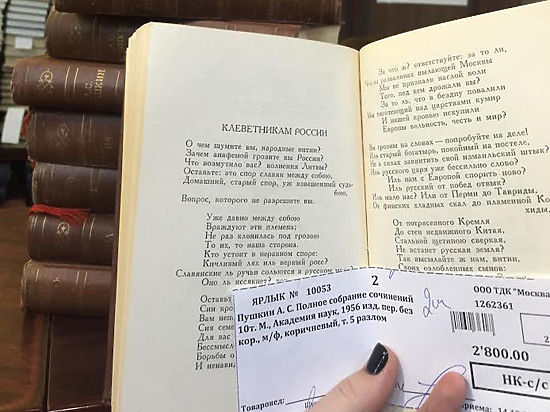 С.
КИН
КЛЕВЕТНИКАМ РОССИИ
О чем шумите вы, народные витии?
Зачем анафемой грозите вы России?
Что возмутило вас? волнения Литвы?
Оставьте: это спор славян между собою,
Домашний, старый спор, уж взвешенный судь-
бою,
Вопрос, которого не разрешите вы.
Уже давно между собою
Враждуют эти племена;
Не раз клонилась под грозою
То их, то наша сторона.
Кто устоит в неравном споре:
Кичливый лях иль верный росс?
Славянские ль ручьи сольются в русском
Оно ль иссякнет?
Оставьте
Сии
Вам
Сия семе
Для вас
Бессмысл
Борьбы о
И ненави
За что ж? ответствуйте: за то ли,
Что на развалинах пылающей Москвы
Мы не признали наглой воли
Того, под кем дрожали вы?
За то ль, что в бездну повалили
тяготеющий над царствами кумир
И нашей кровью искупили
Европы вольность, честь и мир?
Вы грозны на словах — попробуйте на деле!
Иль старый богатырь, покойный на постеле,
Не в силах завинтить свой измаильский штык?
Иль русского царя уже бессильно слово?
Иль нам с Европой спорить ново?
Иль русский от побед отвык?
Иль мало нас? Или от Перми до Тавриды,
От финских хладных скал до пламенной Кол-
хиды,
От потрясенного Кремля
До стен недвижного Китая,
Стальной щетиною сверкая,
Не встанет русская земля?
Так высылайте ж нам, витии,
Своих озлобленных сынов:
ЯРЛЫК № 10053
2
ООО ТДК "Москва
Пушкин А. С. Полное собрание сочинений
10т. М., Академия наук, 1956 изд. пер. без
кор., м/ф, коричневый, т. 5 разлом
1262361
2'800.00
НК-с/с
Товаровед:
приема: 14